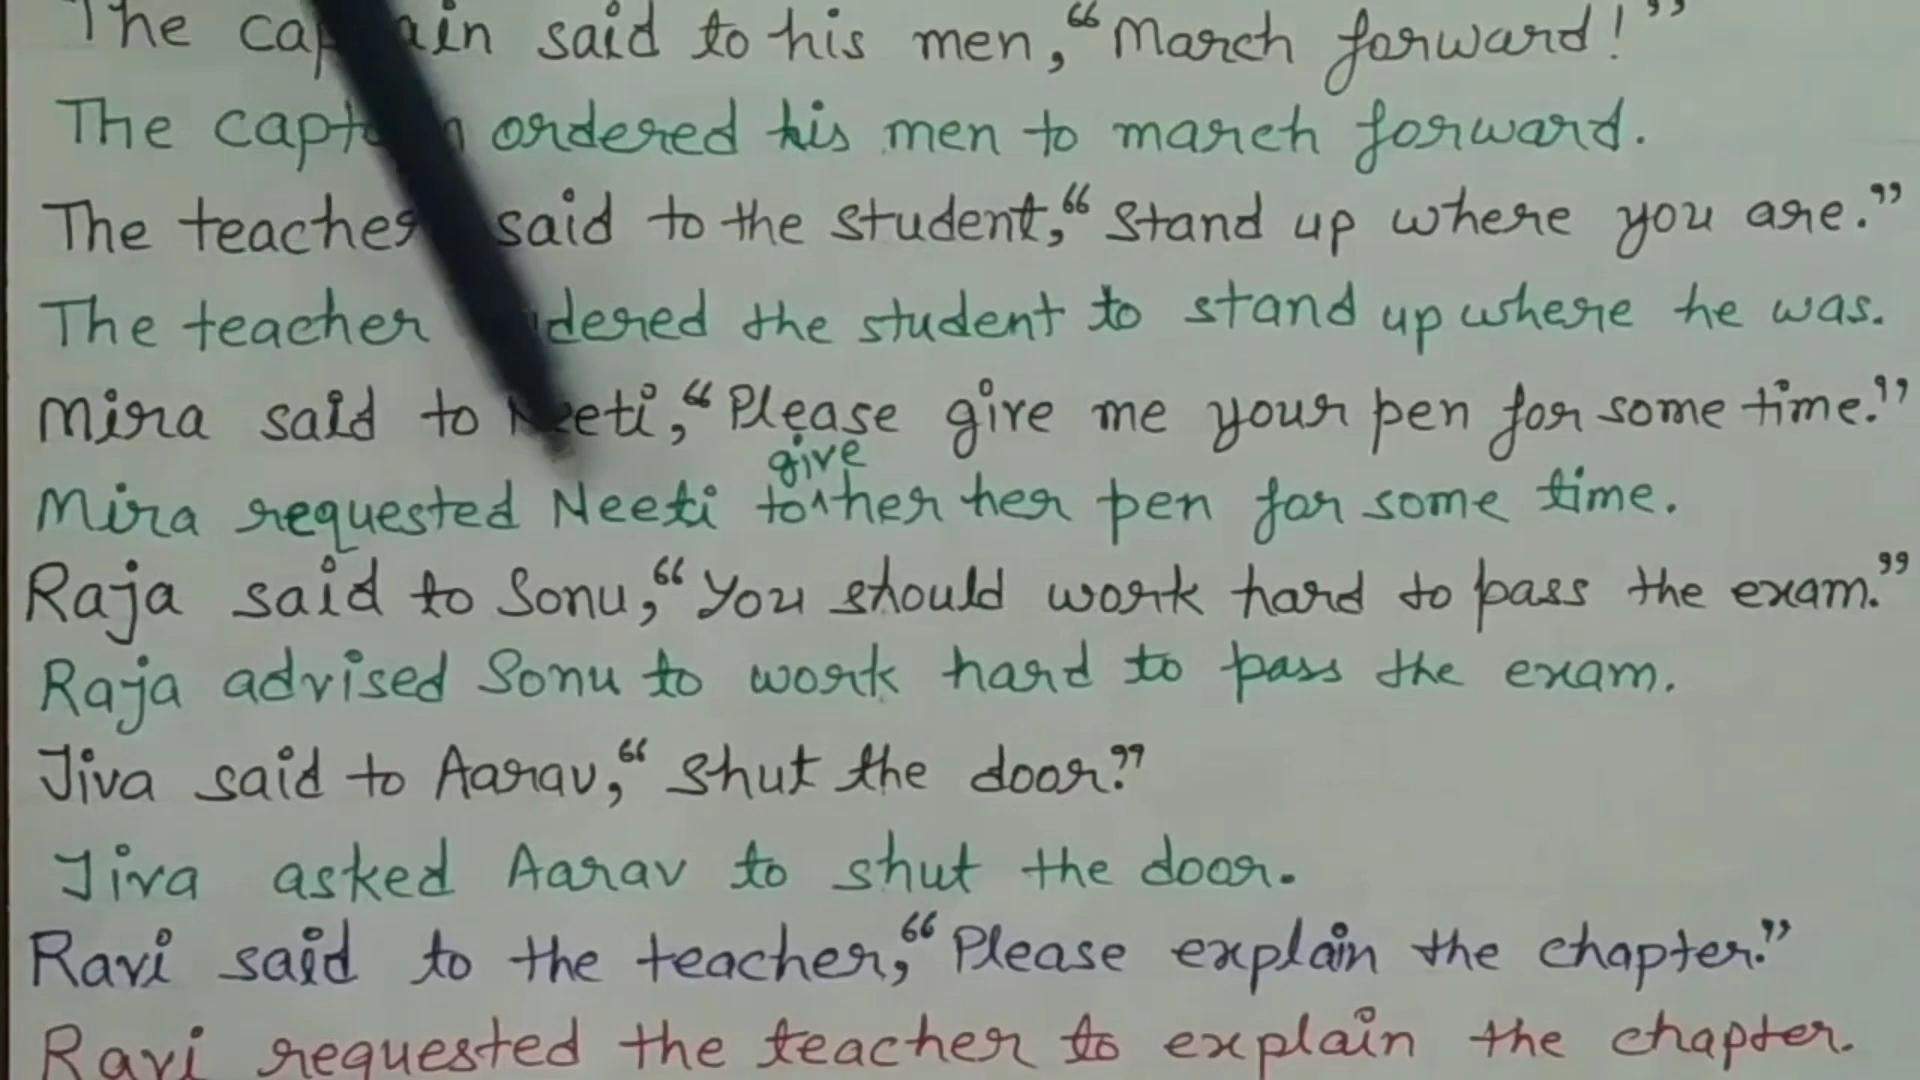 The captain said to his men, “March forward!”
The captain ordered his men to march forward.
The teacher said to the student, “Stand up where you are.”
The teacher ordered the student to stand up where he was.
Mira said to Neeti, “Please give me your pen for some time.”
give
Mira requested Neeti to ^ her her pen for some time.
Raja said to Sonu, “You should work hard to pass the exam.”
Raja advised Sonu to work hard to pass the exam.
Jiva said to Aarav, “Shut the door.”
Jiva asked Aarav to shut the door.
Ravi said to the teacher, “Please explain the chapter.”
Ravi requested the teacher to explain the chapter.